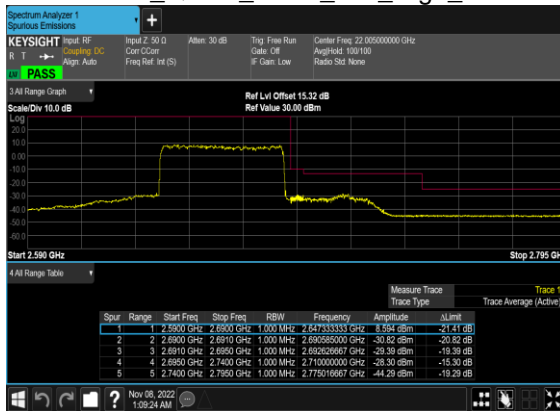 Spectrum Analyzer 1
Spurious Emissions
KEYSIGHT Input: RF Input Z: 50 Ω Atten: 30 dB Trig: Free Run Center Freq: 22.005000000 GHz
R T Coupling: DC Corr CCorr Gate: Off Avg|Hold: 100/100
Align: Auto Freq Ref: Int (S) IF Gain: Low Radio Std: None
PASS
3 All Range Graph
Ref Lvl Offset 15.32 dB
Scale/Div 10.0 dB Ref Value 30.00 dBm
Log
20.0
10.0
0.00
-10.0
-20.0
-30.0
-40.0
-50.0
-60.0
Start 2.590 GHz Stop 2.795 GH
4 All Range Table
Measure Trace Trace 1
Trace Type Trace Average (Active)
Spur Range Start Freq Stop Freq RBW Frequency Amplitude ΔLimit
1 1 2.5900 GHz 2.6900 GHz 1.000 MHz 2.647333333 GHz 8.594 dBm -21.41 dB
2 2 2.6900 GHz 2.6910 GHz 1.000 MHz 2.690585000 GHz -30.82 dBm -20.82 dB
3 3 2.6910 GHz 2.6950 GHz 1.000 MHz 2.692626667 GHz -29.39 dBm -19.39 dB
4 4 2.6950 GHz 2.7400 GHz 1.000 MHz 2.710000000 GHz -28.30 dBm -15.30 dB
5 5 2.7400 GHz 2.7950 GHz 1.000 MHz 2.775016667 GHz -44.29 dBm -19.29 dB
Nov 08, 2022
1:09:24 AM